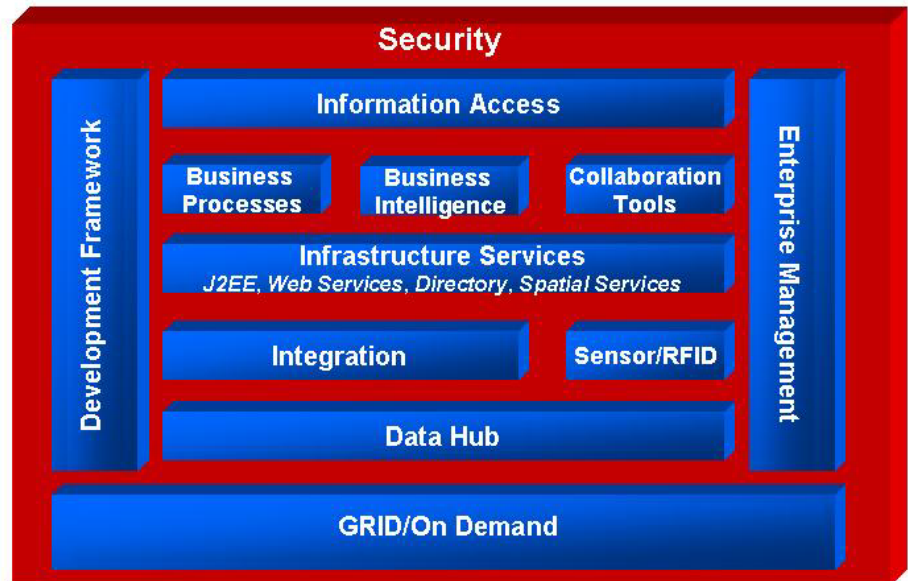 Security
Development Framework
Information Access
Business
Processes
Business
Intelligence
Collaboration
Tools
Infrastructure Services
J2EE, Web Services, Directory, Spatial Services
Integration
Sensor/RFID
Data Hub
Enterprise Management
GRID/On Demand